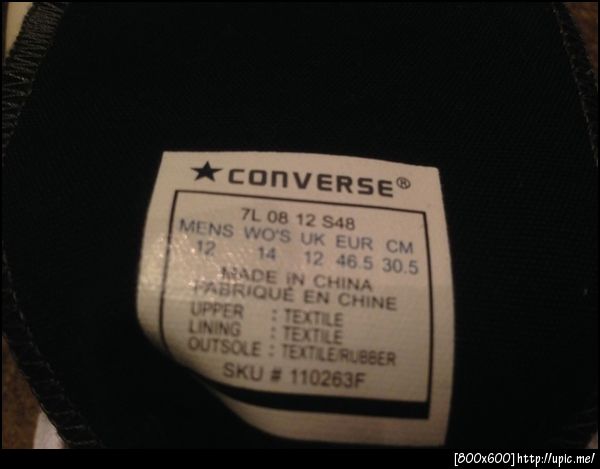 ★ CONVERSE®
7L 08 12 S48
MENS WO'S UK EUR CM
12 14 12 46.5 30.5
MADE IN CHINA
FABRIQUÉ EN CHINE
UPPER : TEXTILE
LINING : TEXTILE
OUTSOLE : TEXTILE/RUBBER
SKU # 110263F
[800x600]http://upic.me/